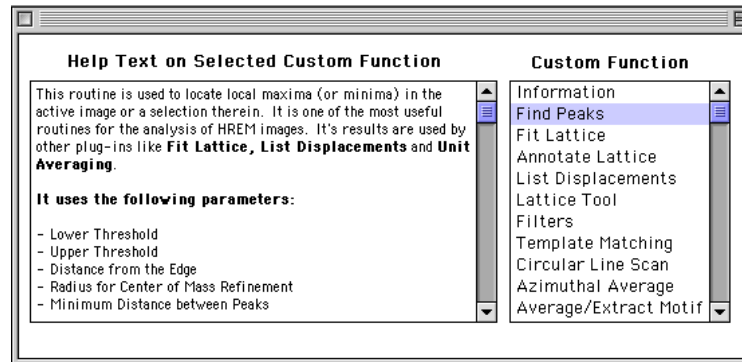 Help Text on Selected Custom Function
This routine is used to locate local maxima (or minima) in the
active image or a selection therein. It is one of the most useful
routines for the analysis of HREM images. It's results are used by
other plug-ins like Fit Lattice, List Displacements and Unit
Averaging.
It uses the following parameters:
- Lower Threshold
- Upper Threshold
- Distance from the Edge
- Radius for Center of Mass Refinement
- Minimum Distance between Peaks
Custom Function
Information
Find Peaks
Fit Lattice
Annotate Lattice
List Displacements
Lattice Tool
Filters
Template Matching
Circular Line Scan
Azimuthal Average
Average/Extract Motif